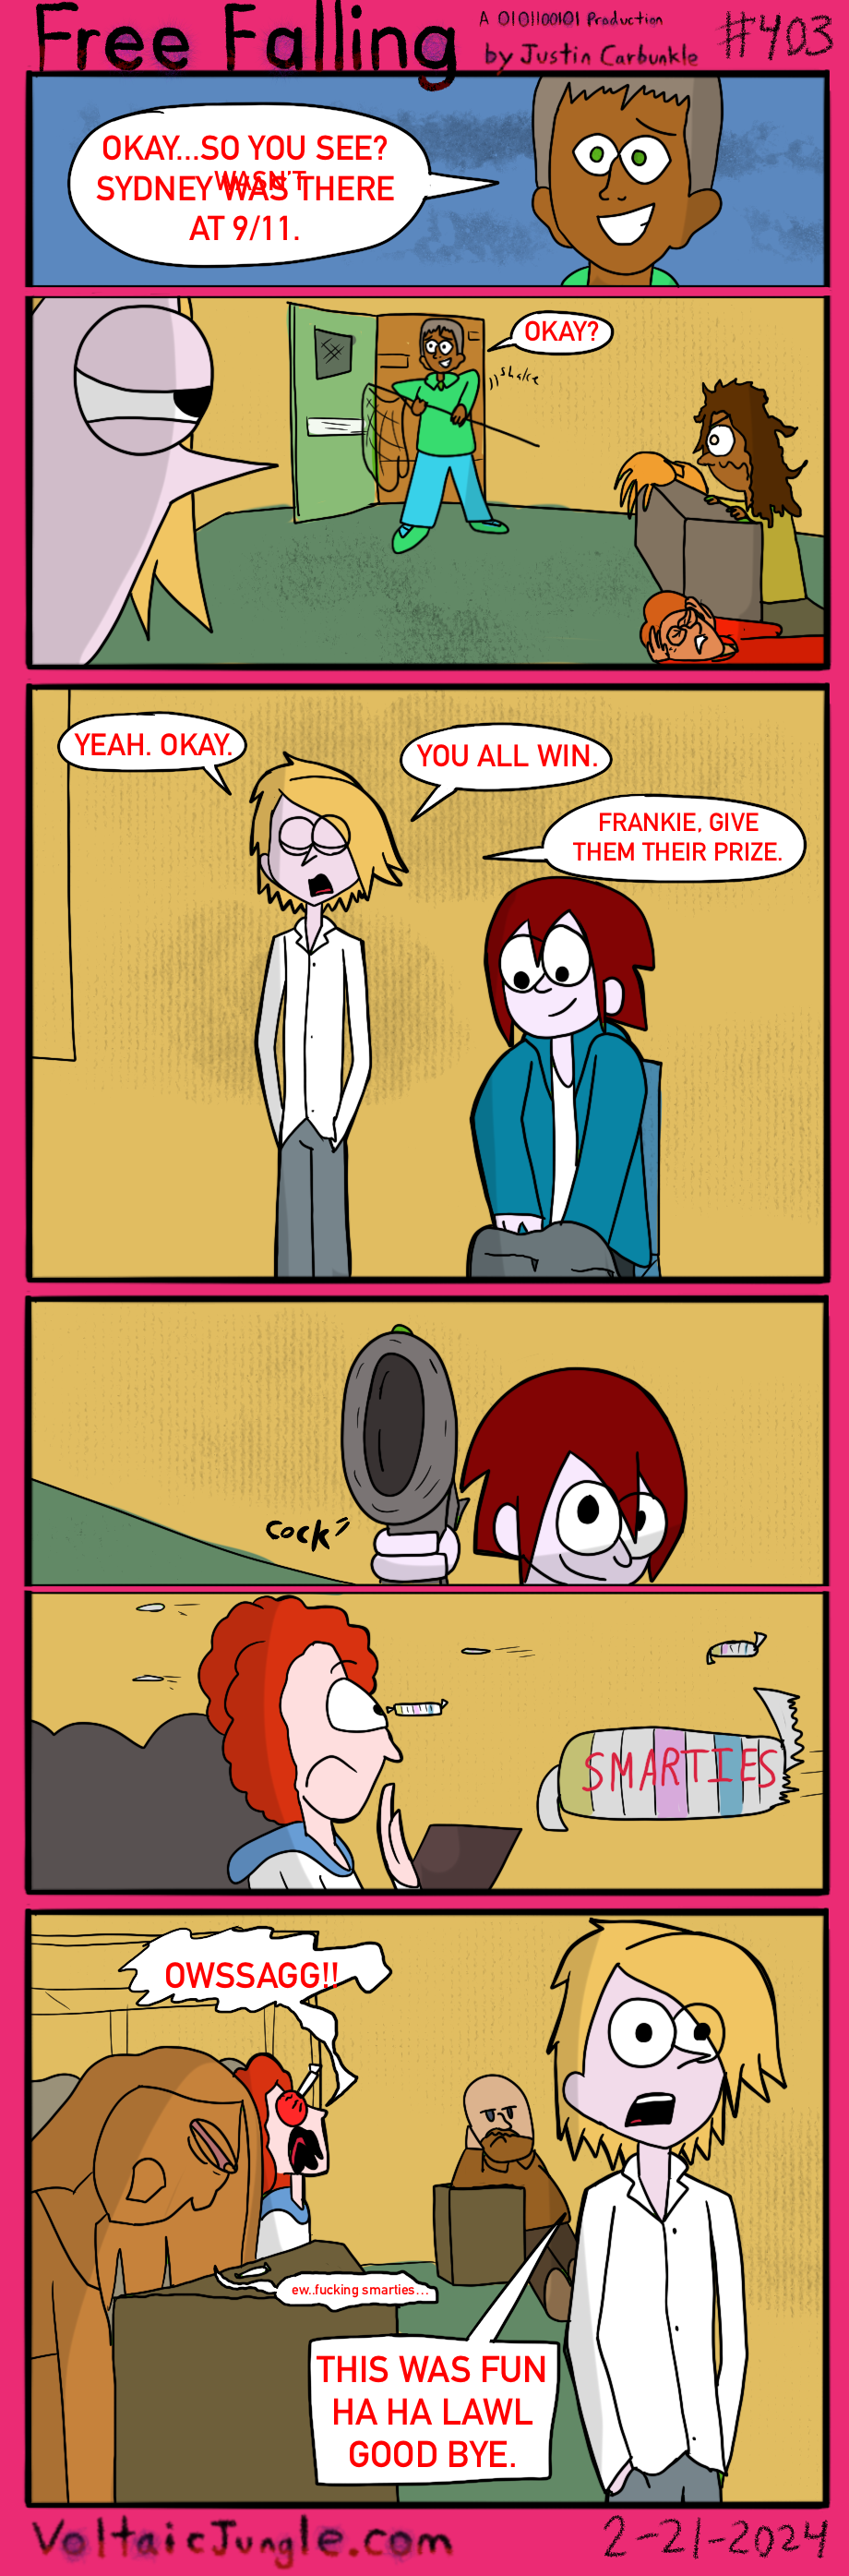 Free Falling
A 0101100101 Production
by Justin Carbunkle
#403
OKAY...SO YOU SEE?
WASN'T
SYDNEY WAS THERE
AT 9/11.
OKAY?
shake
YEAH. OKAY.
YOU ALL WIN.
FRANKIE, GIVE
THEM THEIR PRIZE.
Cock
SMARTIES
OWSSAGG!!
ew..fucking smarties...
THIS WAS FUN
HA HA LAWL
GOOD BYE.
VoltaicJungle.com
2-21-2024